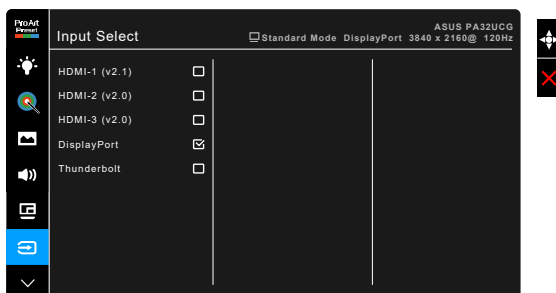 ProArt
Preset
Input Select
ASUS PA32UCG
Standard Mode DisplayPort 3840 x 2160@ 120Hz
HDMI-1 (v2.1)
HDMI-2 (v2.0)
HDMI-3 (v2.0)
DisplayPort
Thunderbolt